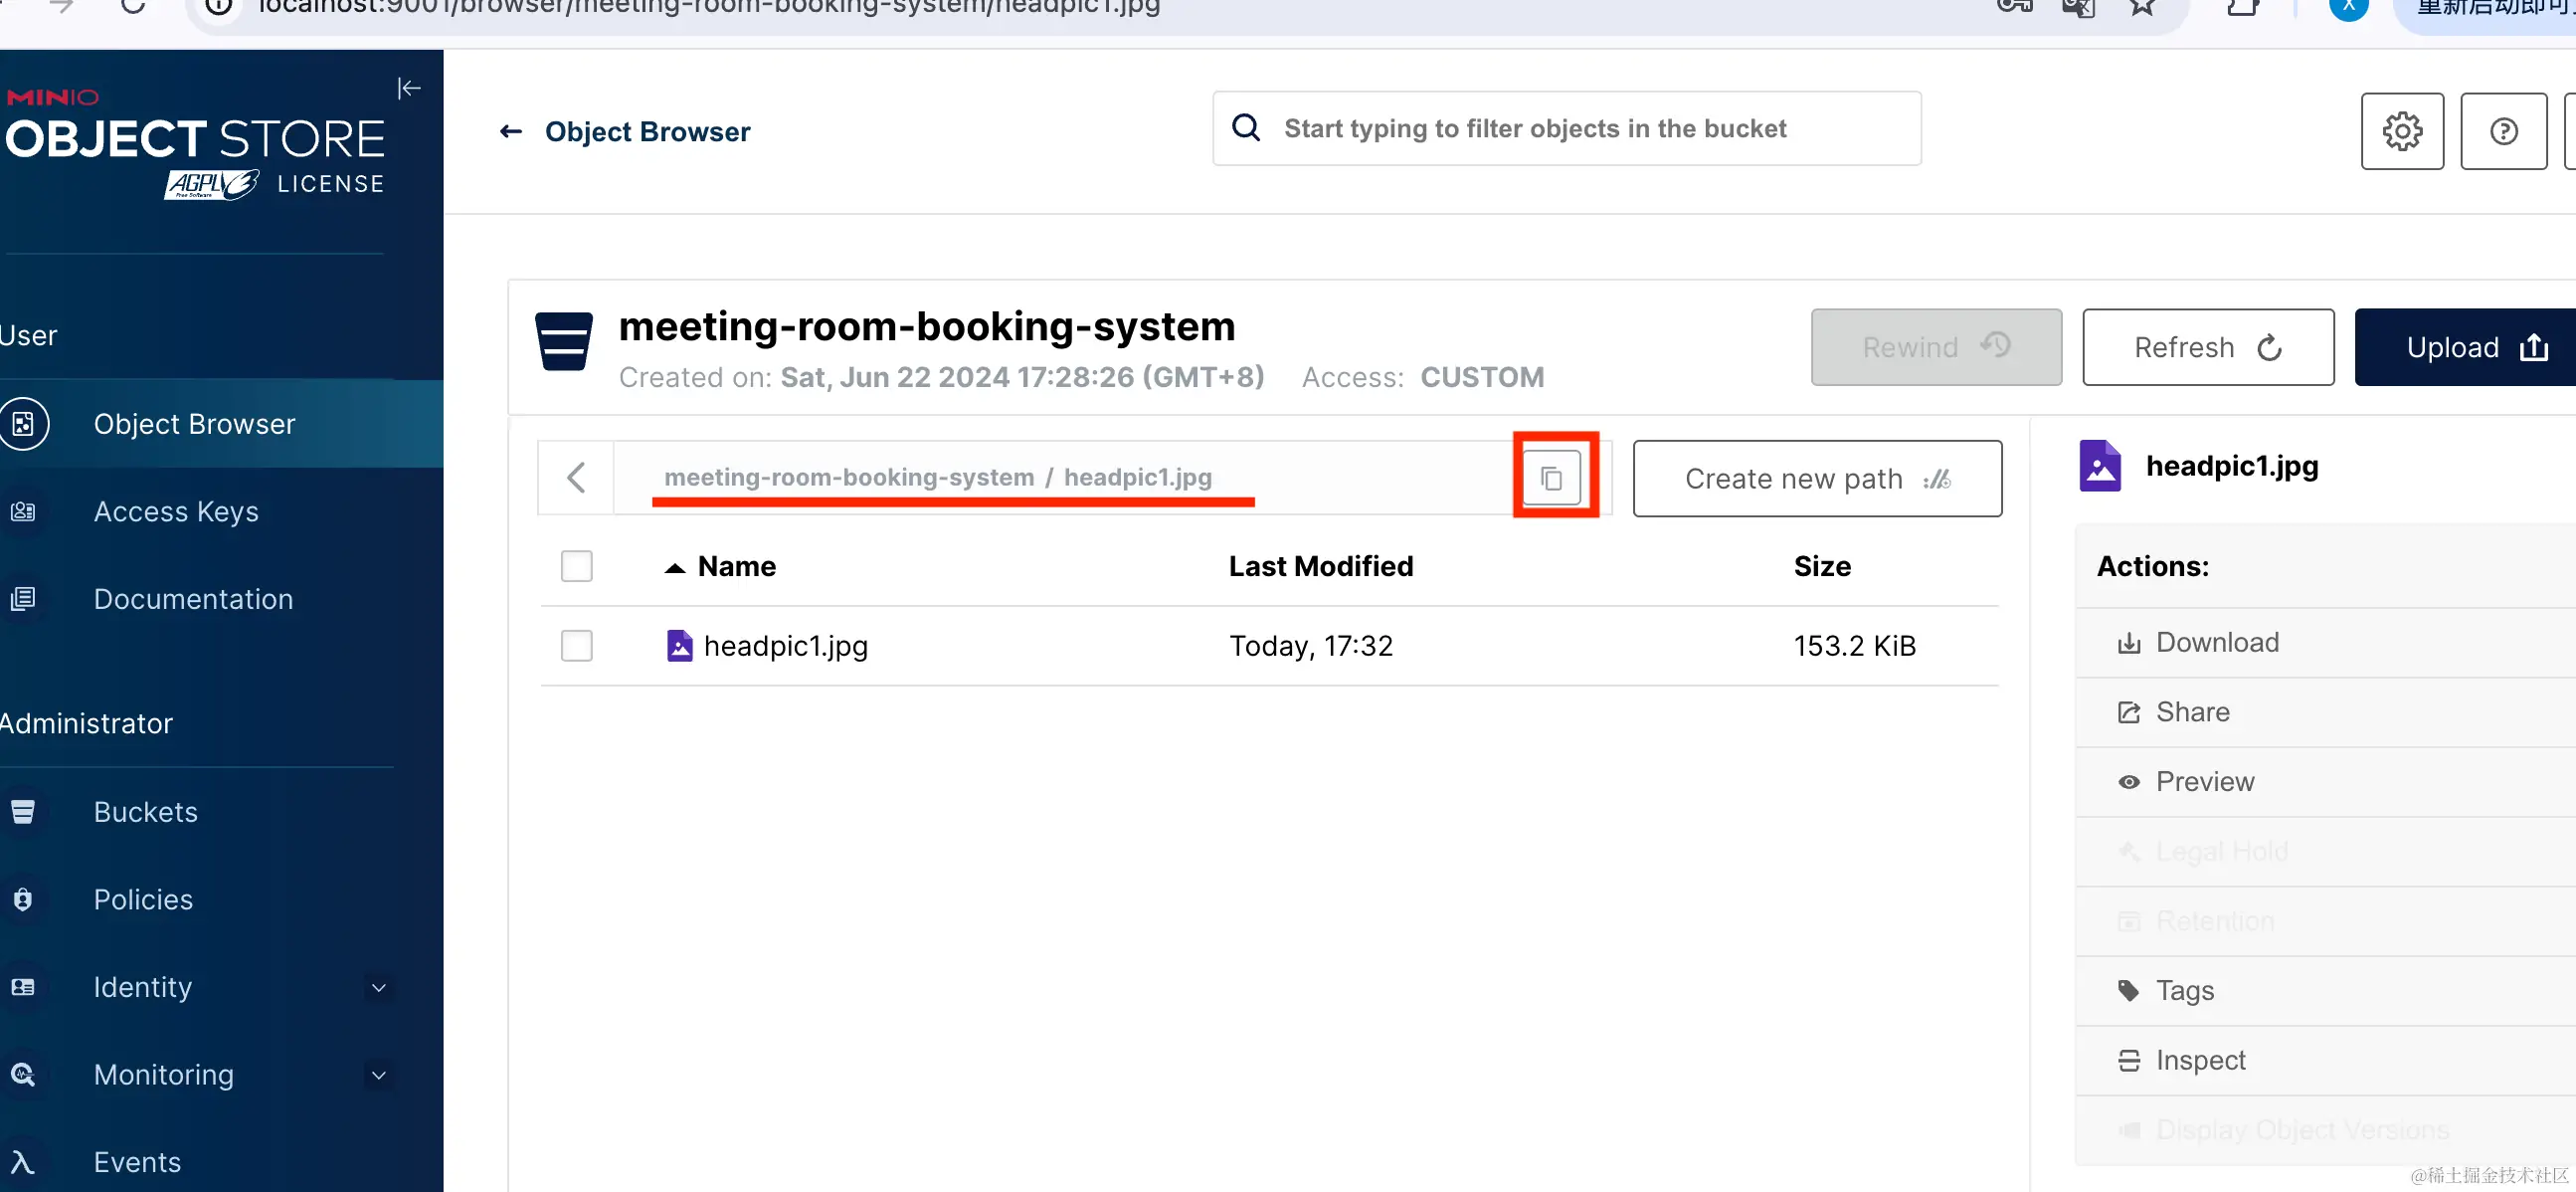 localhost:9001/browser/meeting-room-booking-system/headpic1.jpg
X
重新启动即可
MINIO
OBJECT STORE
AGPLv3 LICENSE
Free Software
Object Browser
Start typing to filter objects in the bucket
User
Object Browser
Access Keys
Documentation
Administrator
Buckets
Policies
Identity
Monitoring
Events
meeting-room-booking-system
Created on: Sat, Jun 22 2024 17:28:26 (GMT+8) Access: CUSTOM
Rewind
Refresh
Upload
meeting-room-booking-system / headpic1.jpg
Create new path
Name Last Modified Size
headpic1.jpg Today, 17:32 153.2 KiB
headpic1.jpg
Actions:
Download
Share
Preview
Legal Hold
Retention
Tags
Inspect
Display Object Versions
@稀土掘金技术社区